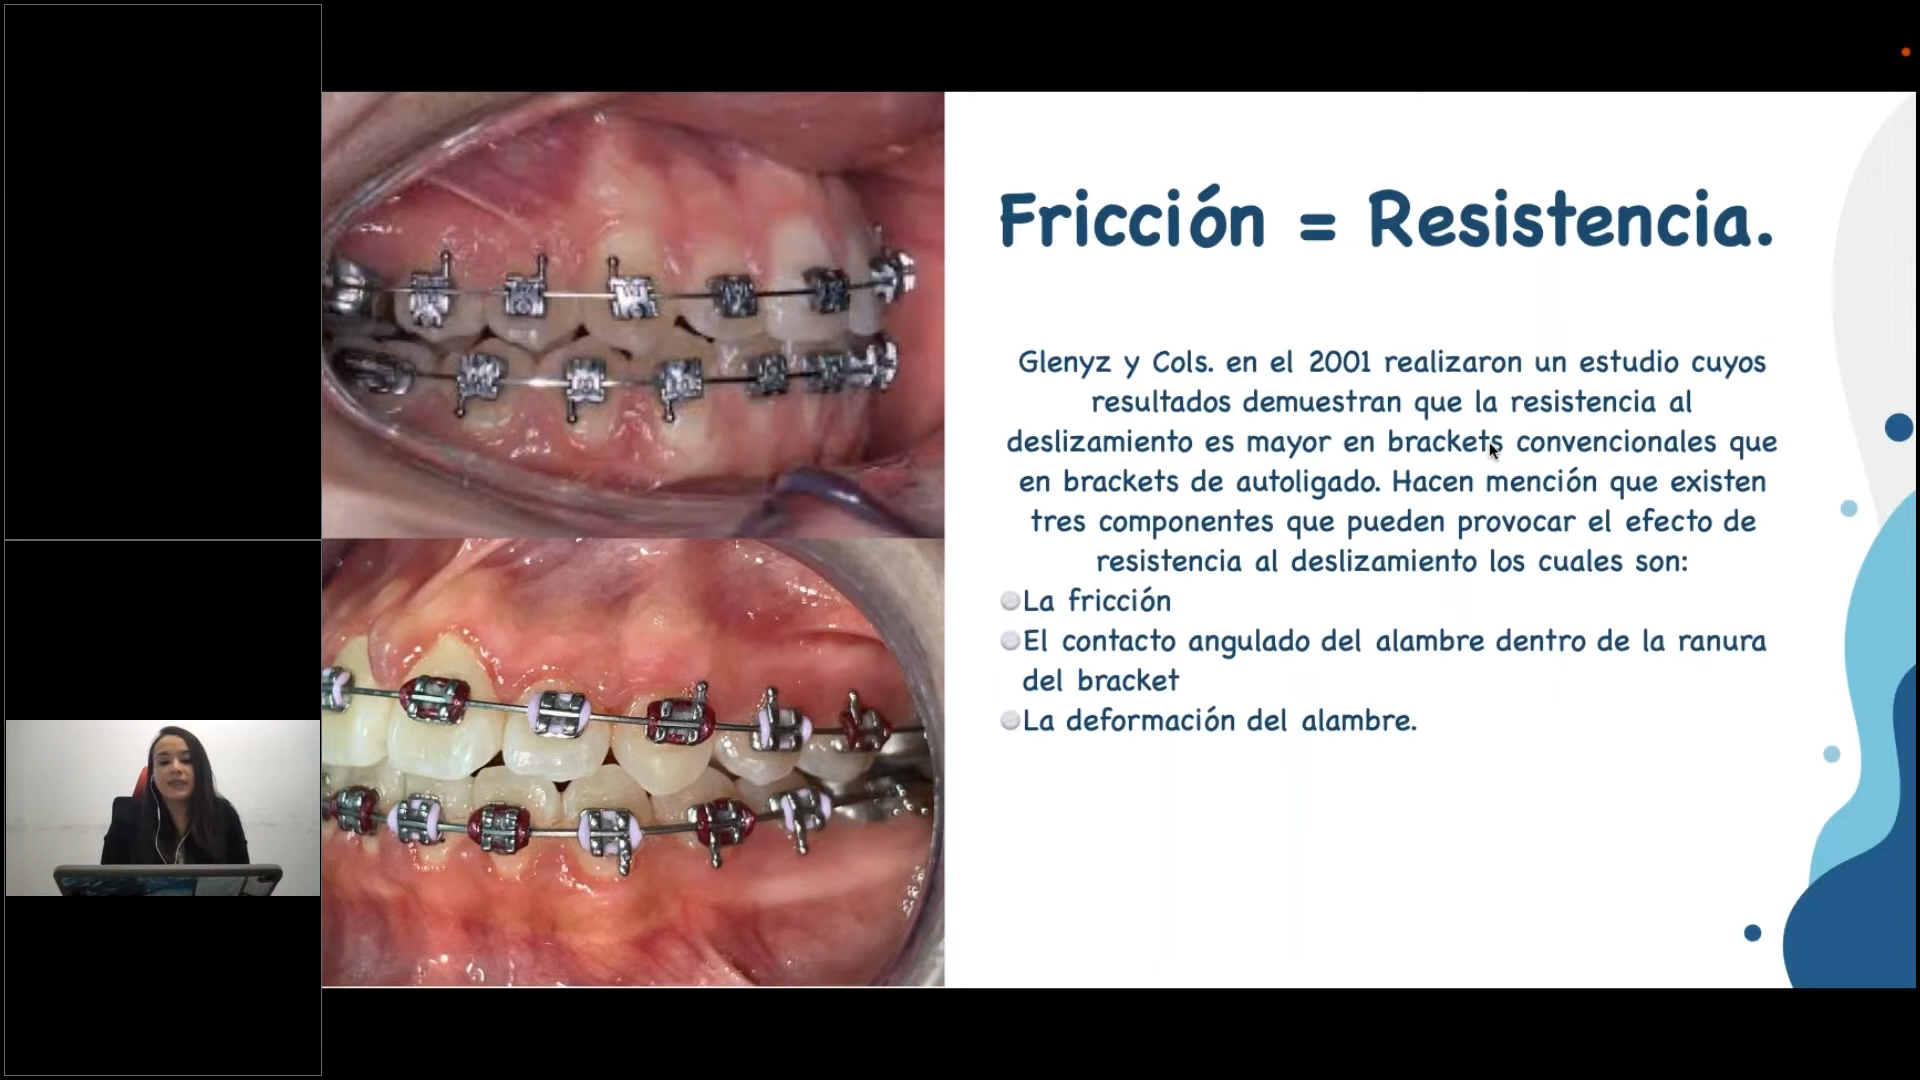 Fricción = Resistencia.
Glenyz y Cols. en el 2001 realizaron un estudio cuyos
resultados demuestran que la resistencia al
deslizamiento es mayor en brackets convencionales que
en brackets de autoligado. Hacen mención que existen
tres componentes que pueden provocar el efecto de
resistencia al deslizamiento los cuales son:
La fricción
El contacto angulado del alambre dentro de la ranura
del bracket
La deformación del alambre.